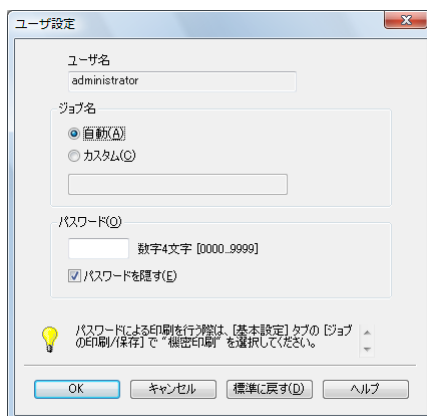 ユーザ設定
ユーザ名
administrator
ジョブ名
自動(A)
カスタム(C)
パスワード(O)
数字4文字 [0000..9999]
パスワードを隠す(E)
パスワードによる印刷を行う際は、[基本設定] タブの [ジョブ
の印刷/保存] で "機密印刷" を選択してください。
OK キャンセル 標準に戻す(D) ヘルプ